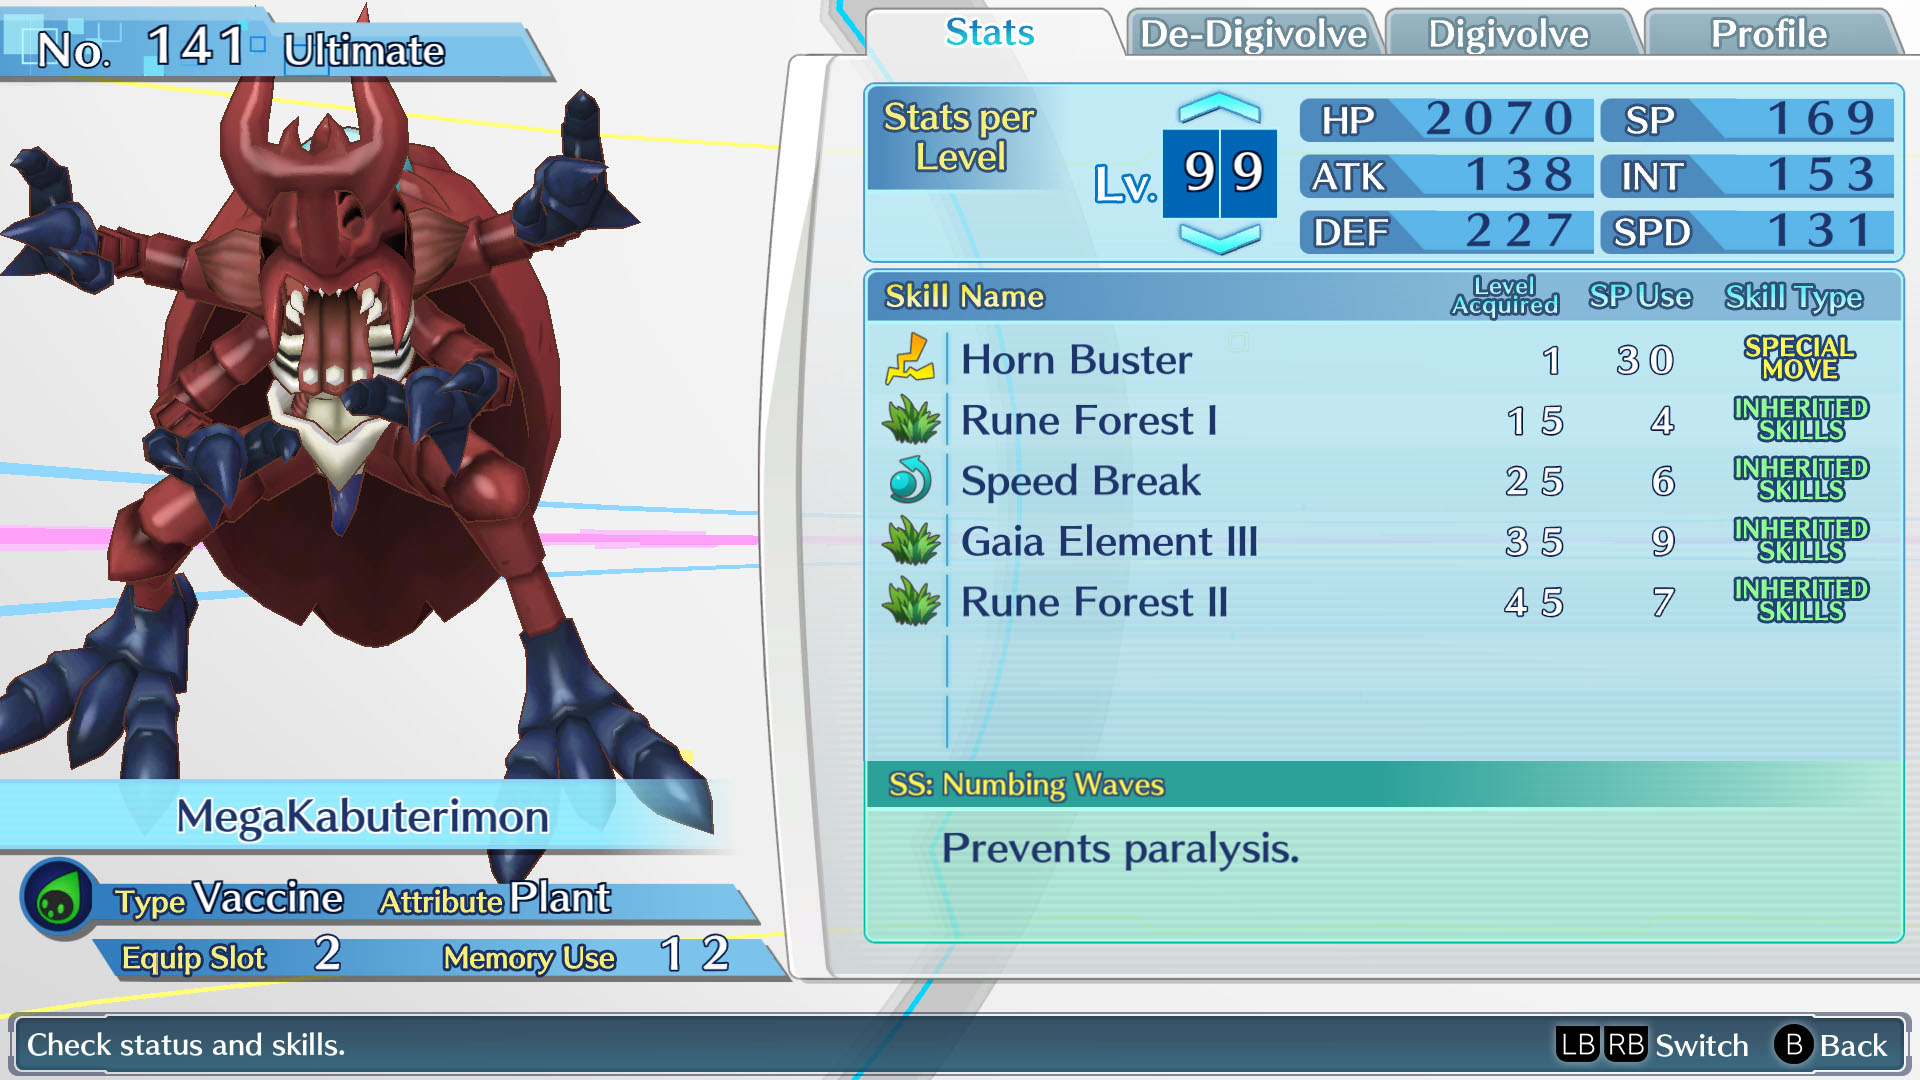 No. 141 Ultimate
Stats
De-Digivolve
Digivolve
Profile
Stats per
Level
Lv. 99
HP 2070
SP 169
ATK 138
INT 153
DEF 227
SPD 131
Skill Name
Level
Acquired
SP Use
Skill Type
Horn Buster 1 30 SPECIAL
MOVE
Rune Forest I 15 4 INHERITED
SKILLS
Speed Break 25 6 INHERITED
SKILLS
Gaia Element III 35 9 INHERITED
SKILLS
Rune Forest II 45 7 INHERITED
SKILLS
SS: Numbing Waves
Prevents paralysis.
MegaKabuterimon
Type Vaccine Attribute Plant
Equip Slot 2 Memory Use 12
Check status and skills.
LB RB Switch B Back